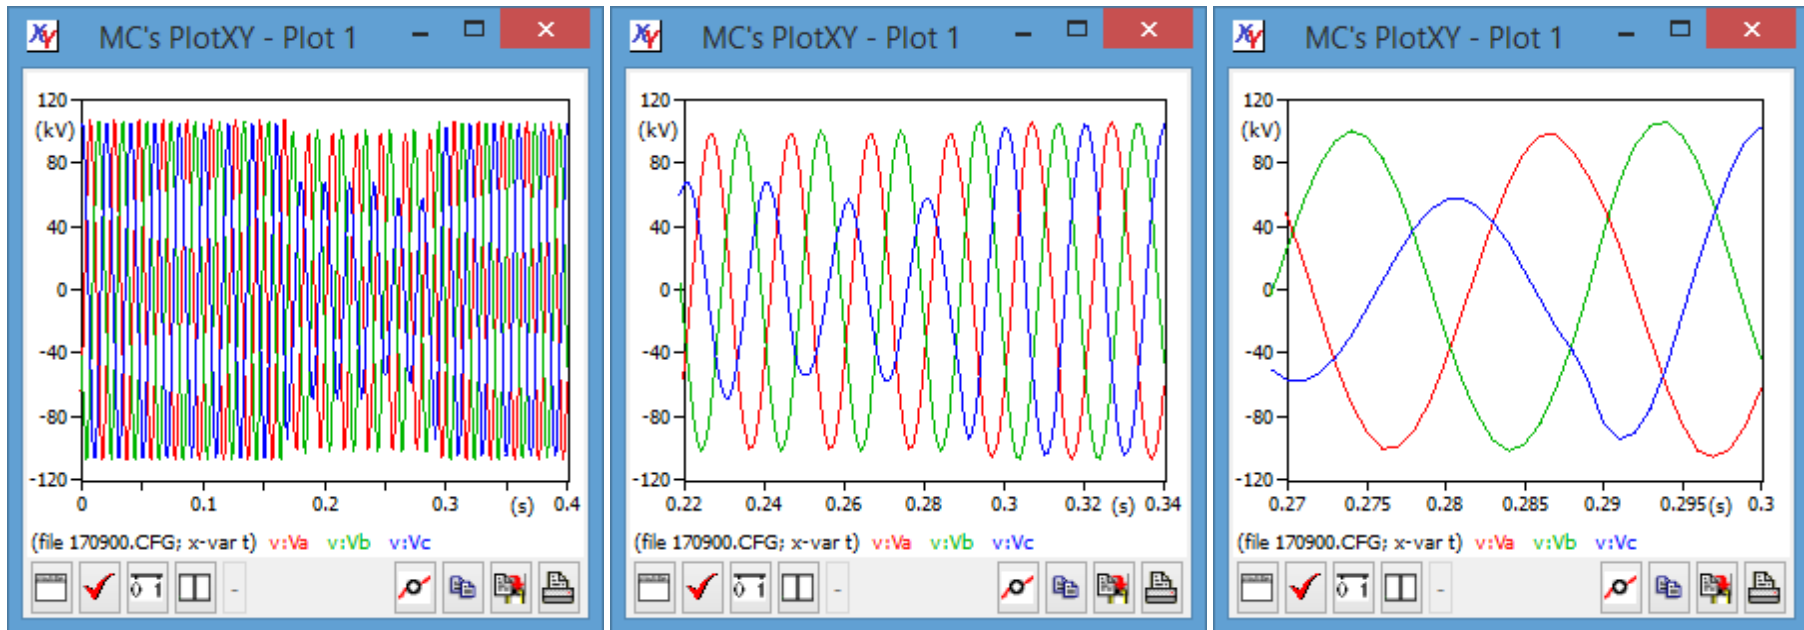 MC's PlotXY - Plot 1
120
(kV)
80
40
0
-40
-80
-120
0 0.1 0.2 0.3 (s) 0.4
(file 170900.CFG; x-var t) v:Va v:Vb v:Vc
MC's PlotXY - Plot 1
120
(kV)
80
40
0
-40
-80
-120
0.22 0.24 0.26 0.28 0.3 0.32 (s) 0.34
(file 170900.CFG; x-var t) v:Va v:Vb v:Vc
MC's PlotXY - Plot 1
120
(kV)
80
40
0
-40
-80
-120
0.27 0.275 0.28 0.285 0.29 0.295 (s) 0.3
(file 170900.CFG; x-var t) v:Va v:Vb v:Vc